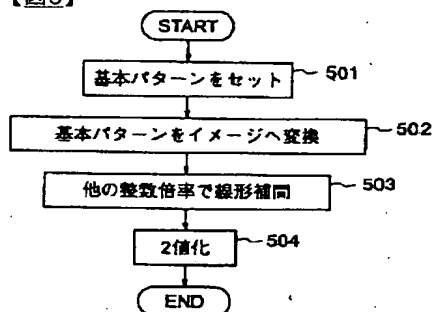 【図5】
START
基本パターンをセット
501
基本パターンをイメージへ変換
502
他の整数倍率で線形補間
503
2値化
504
END